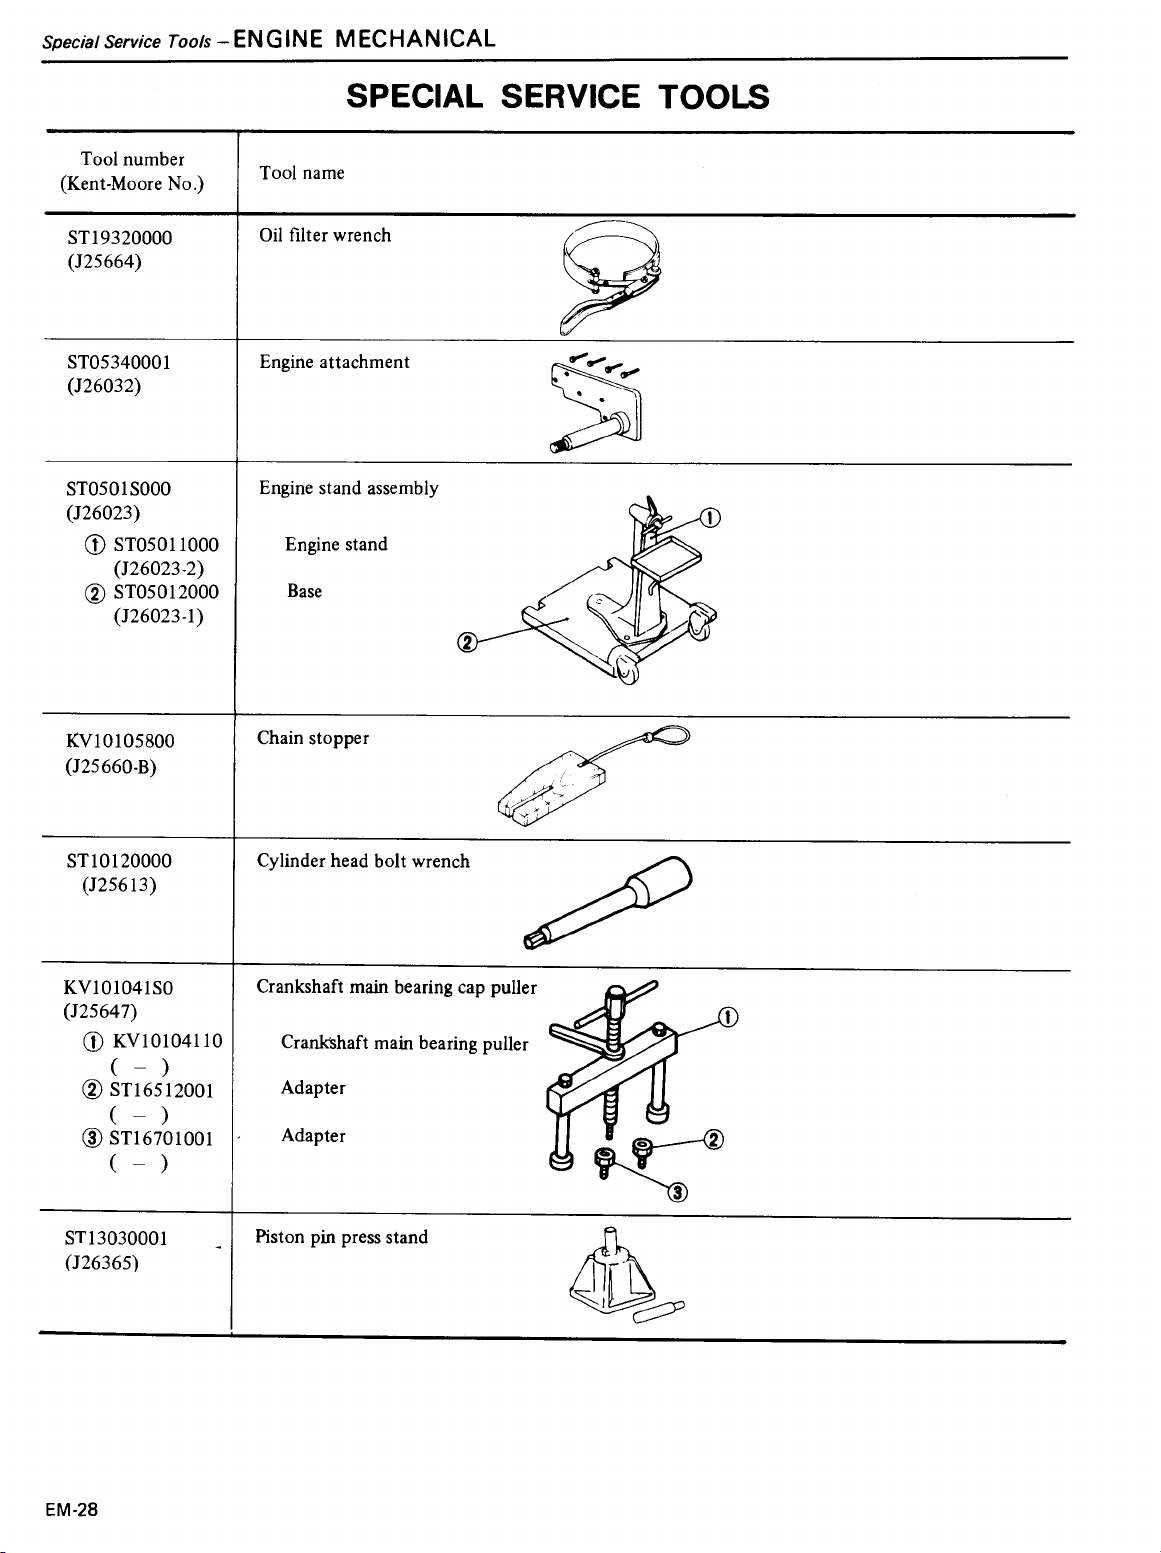 Special Service Tools – ENGINE MECHANICAL
SPECIAL SERVICE TOOLS
Tool number
(Kent-Moore No.)
Tool name
ST19320000
(J25664)
Oil filter wrench
ST05340001
(J26032)
Engine attachment
ST0501S000
(J26023)
Engine stand assembly
① ST05011000
(J26023-2)
Engine stand
② ST05012000
(J26023-1)
Base
①
②
KV10105800
(J25660-B)
Chain stopper
ST10120000
(J25613)
Cylinder head bolt wrench
KV101041S0
(J25647)
Crankshaft main bearing cap puller
① KV10104110
( – )
Crankshaft main bearing puller
② ST16512001
( – )
Adapter
③ ST16701001
( – )
Adapter
①
②
③
ST13030001
(J26365)
Piston pin press stand
EM-28